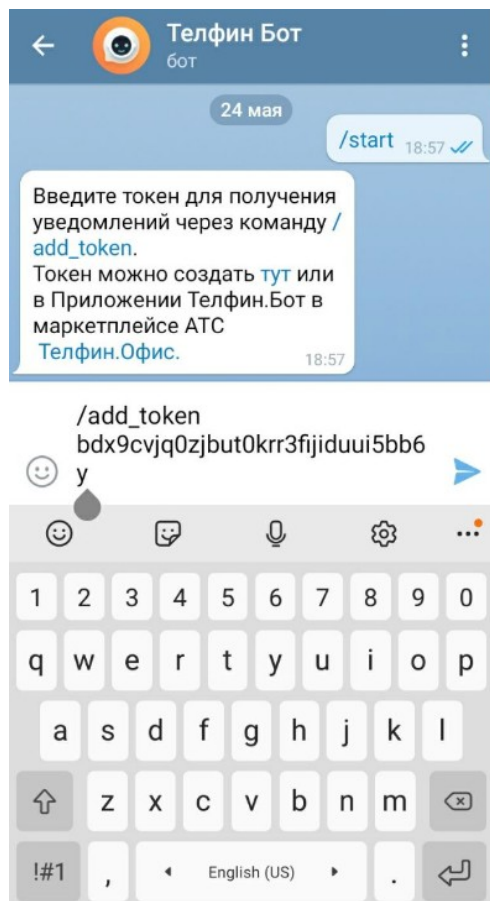 Телфин Бот
бот
24 мая
/start 18:57
Введите токен для получения
уведомлений через команду /
add_token.
Токен можно создать тут или
в Приложении Телфин.Бот в
маркетплейсе АТС
Телфин.Офис.
18:57
/add_token
bdx9cvjq0zjbut0krr3fijiduui5bb6
y
1 2 3 4 5 6 7 8 9 0
q w e r t y u i o p
a s d f g h j k l
z x c v b n m
!#1 , English (US) .